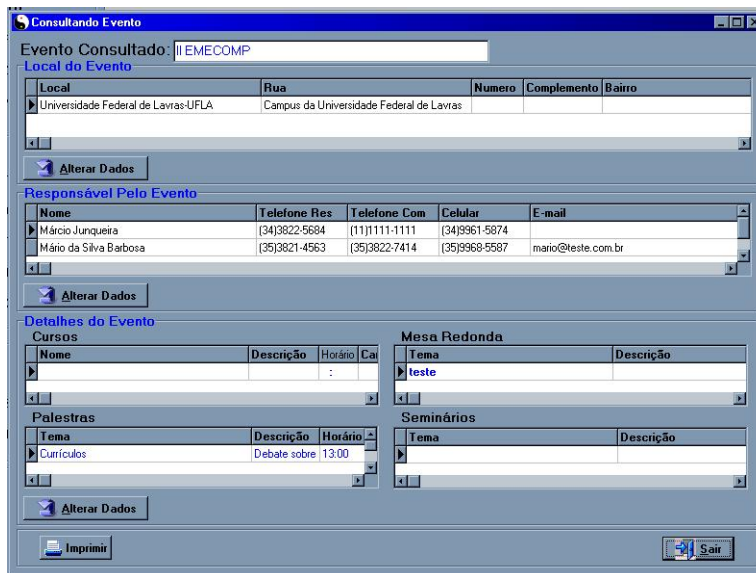 Consultando Evento
Evento Consultado: II EMECOMP
Local do Evento
Local Rua Numero Complemento Bairro
Universidade Federal de Lavras-UFLA Campus da Universidade Federal de Lavras
Alterar Dados
Responsável Pelo Evento
Nome Telefone Res Telefone Com Celular E-mail
Márcio Junqueira (34)3822-5684 (11)1111-1111 (34)9961-5874
Mário da Silva Barbosa (35)3821-4563 (35)3822-7414 (35)9968-5587 mario@teste.com.br
Alterar Dados
Detalhes do Evento
Cursos Mesa Redonda
Nome Descrição Horário Car Tema Descrição
: teste
Palestras Seminários
Tema Descrição Horário Tema Descrição
Currículos Debate sobre 13:00
Alterar Dados
Imprimir Sair